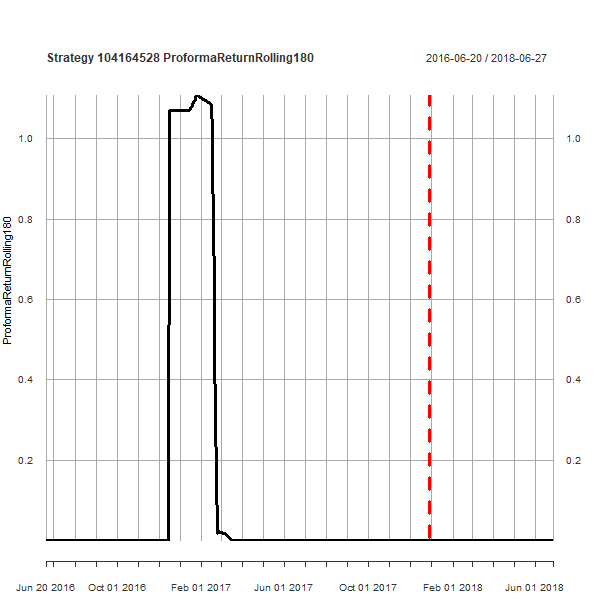 Strategy 104164528 ProformaReturnRolling180
2016-06-20 / 2018-06-27
ProformaReturnRolling180
1.0
0.8
0.6
0.4
0.2
1.0
0.8
0.6
0.4
0.2
Jun 20 2016
Oct 01 2016
Feb 01 2017
Jun 01 2017
Oct 01 2017
Feb 01 2018
Jun 01 2018